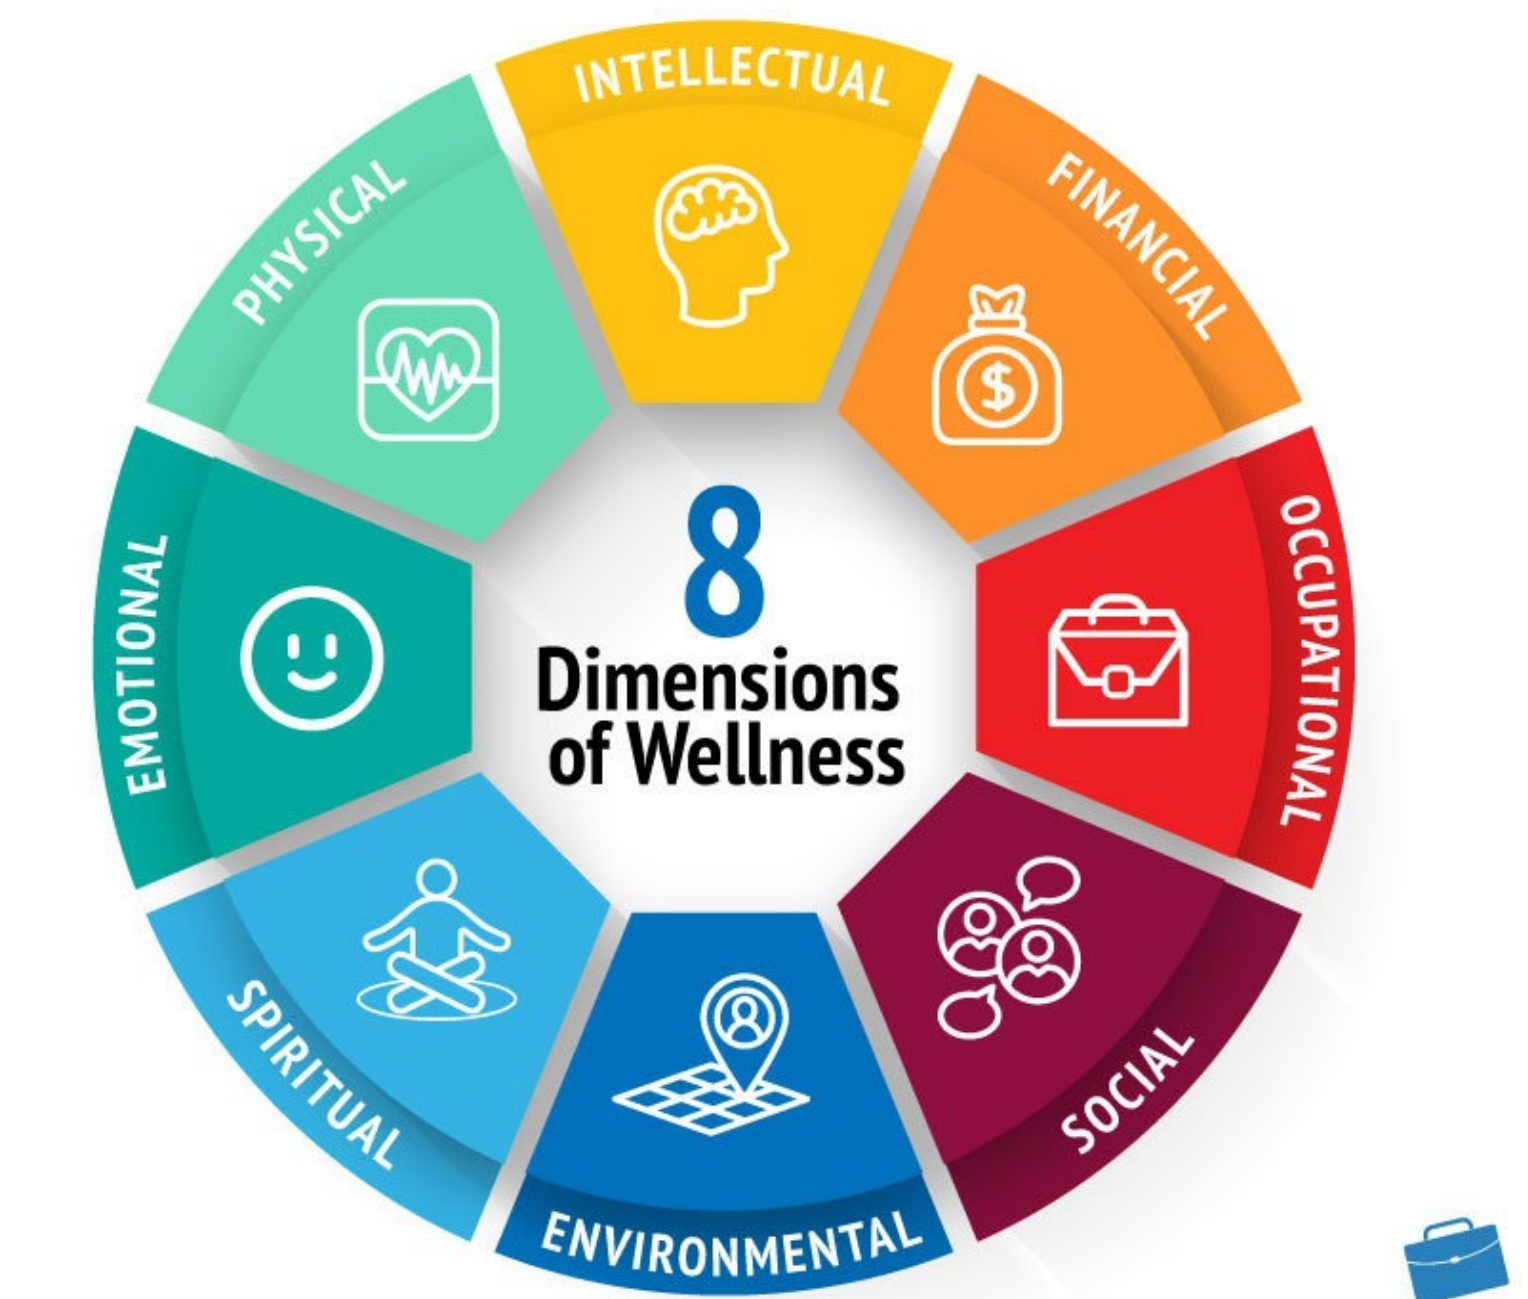 INTELLECTUAL
FINANCIAL
OCCUPATIONAL
SOCIAL
ENVIRONMENTAL
SPIRITUAL
EMOTIONAL
PHYSICAL
$
8
Dimensions
of Wellness